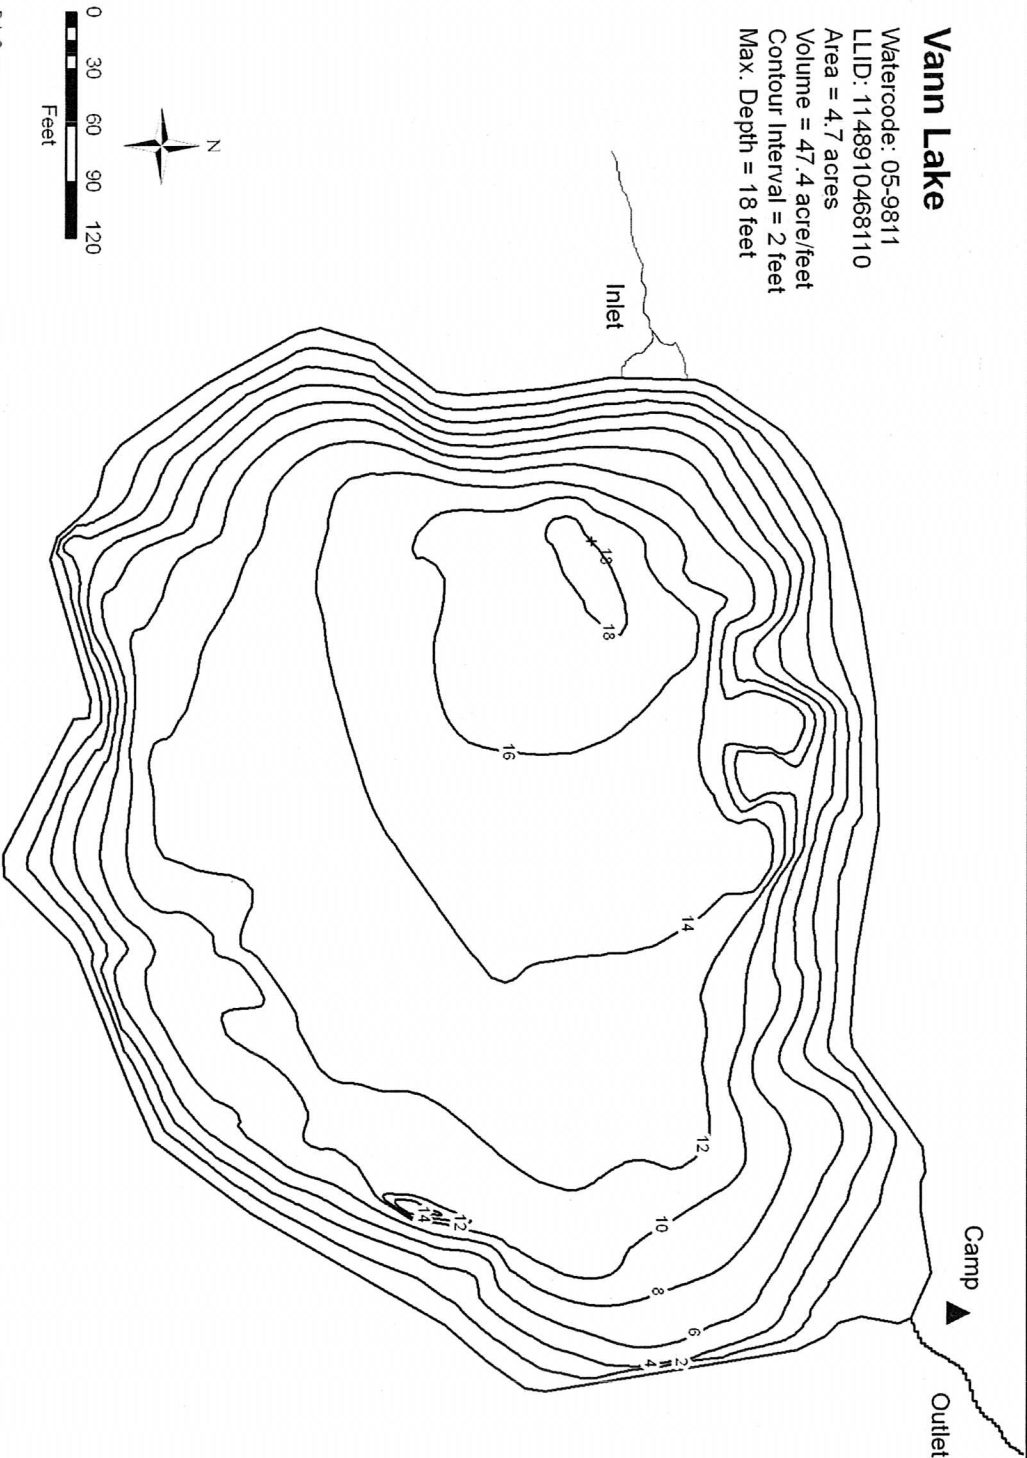 Vann Lake
Watercode: 05-9811
LLID: 1148910468110
Area = 4.7 acres
Volume = 47.4 acre/feet
Contour Interval = 2 feet
Max. Depth = 18 feet
Inlet
Camp
Outlet
18
18
16
14
12
10
8
6
2
4
12
14
N
0 30 60 90 120
Feet